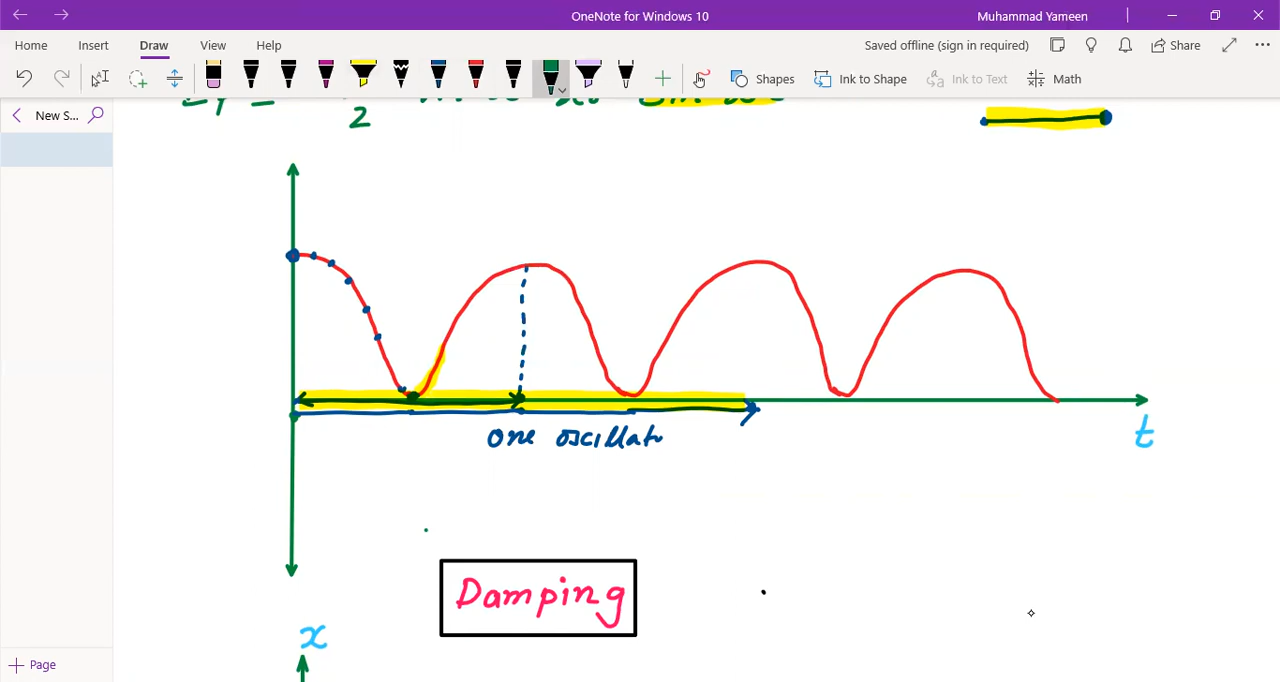 OneNote for Windows 10
Muhammad Yameen
Home Insert Draw View Help
Saved offline (sign in required) Share
Shapes Ink to Shape Ink to Text Math
New S...
2
one oscillat
t
Damping
x
Page